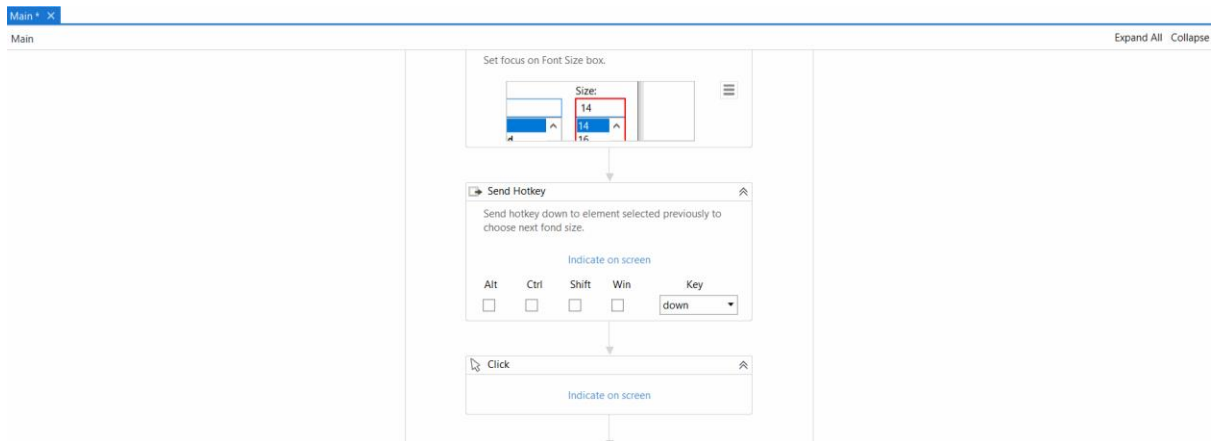 Main *
Main
Expand All Collapse
Set focus on Font Size box.
Size:
14
14
16
Send Hotkey
Send hotkey down to element selected previously to
choose next fond size.
Indicate on screen
Alt Ctrl Shift Win Key
down
Click
Indicate on screen